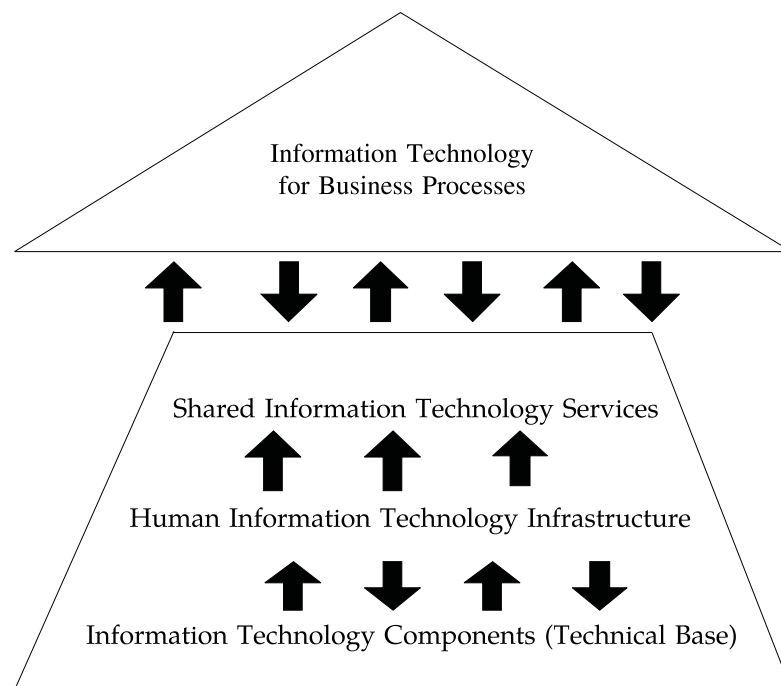 Information Technology
for Business Processes
Shared Information Technology Services
Human Information Technology Infrastructure
Information Technology Components (Technical Base)